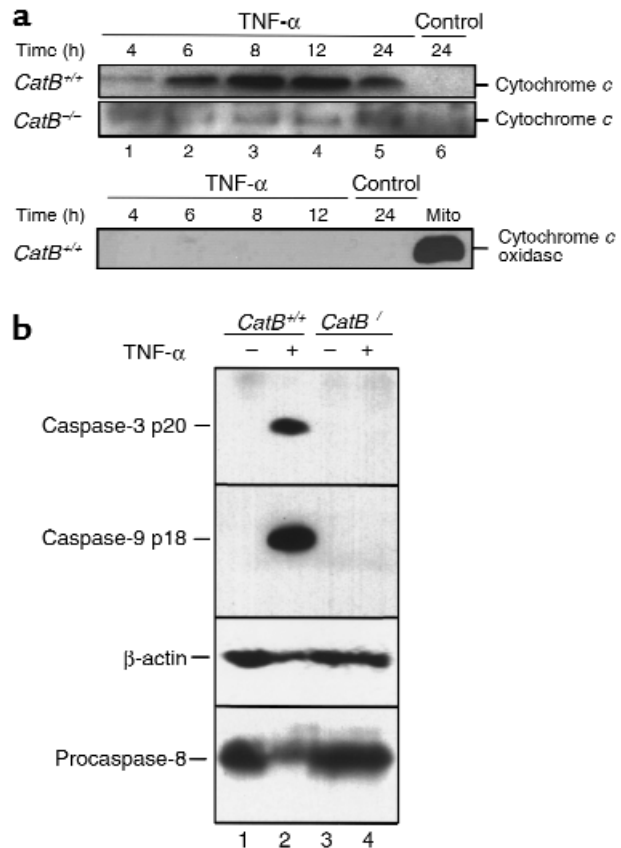 a
TNF-α Control
Time (h) 4 6 8 12 24 24
CatB+/+ Cytochrome c
CatB–/– Cytochrome c
1 2 3 4 5 6
TNF-α Control
Time (h) 4 6 8 12 24 Mito
CatB+/+ Cytochrome c
oxidase
b
CatB+/+ CatB /
TNF-α – + – +
Caspase-3 p20
Caspase-9 p18
β-actin
Procaspase-8
1 2 3 4